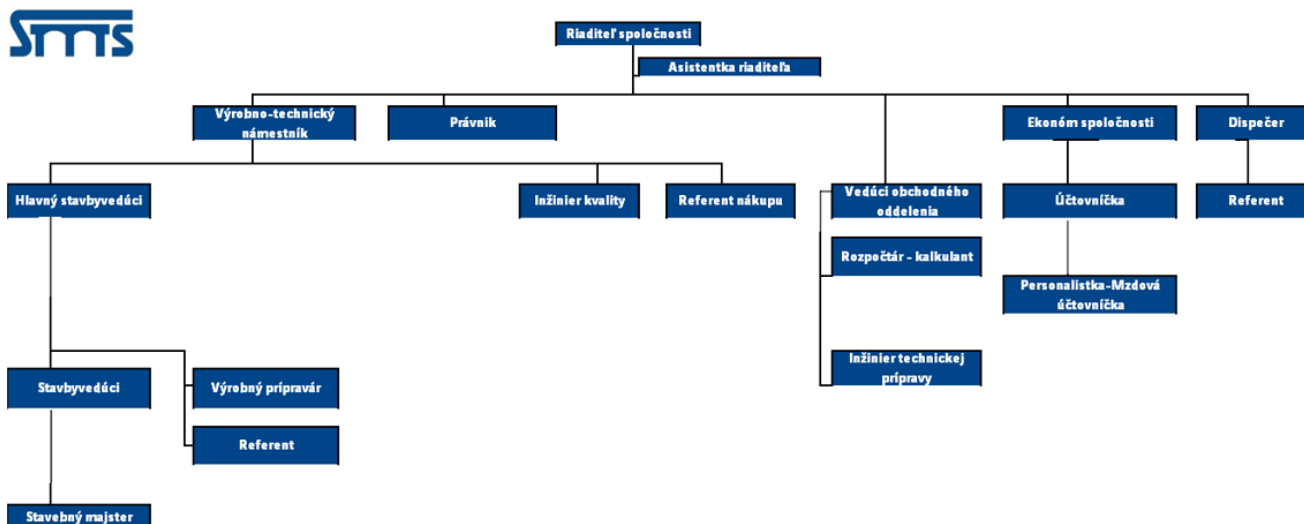 SMTS
Riaditeľ spoločnosti
Asistentka riaditeľa
Výrobno-technický
námestník
Právnik
Ekonóm spoločnosti
Dispečer
Hlavný stavbyvedúci
Inžinier kvality
Referent nákupu
Vedúci obchodného
oddelenia
Účtovníčka
Referent
Rozpočtár - kalkulant
Personalistka-Mzdová
účtovníčka
Stavbyvedúci
Výrobný prípravár
Inžinier technickej
prípravy
Referent
Stavebný majster